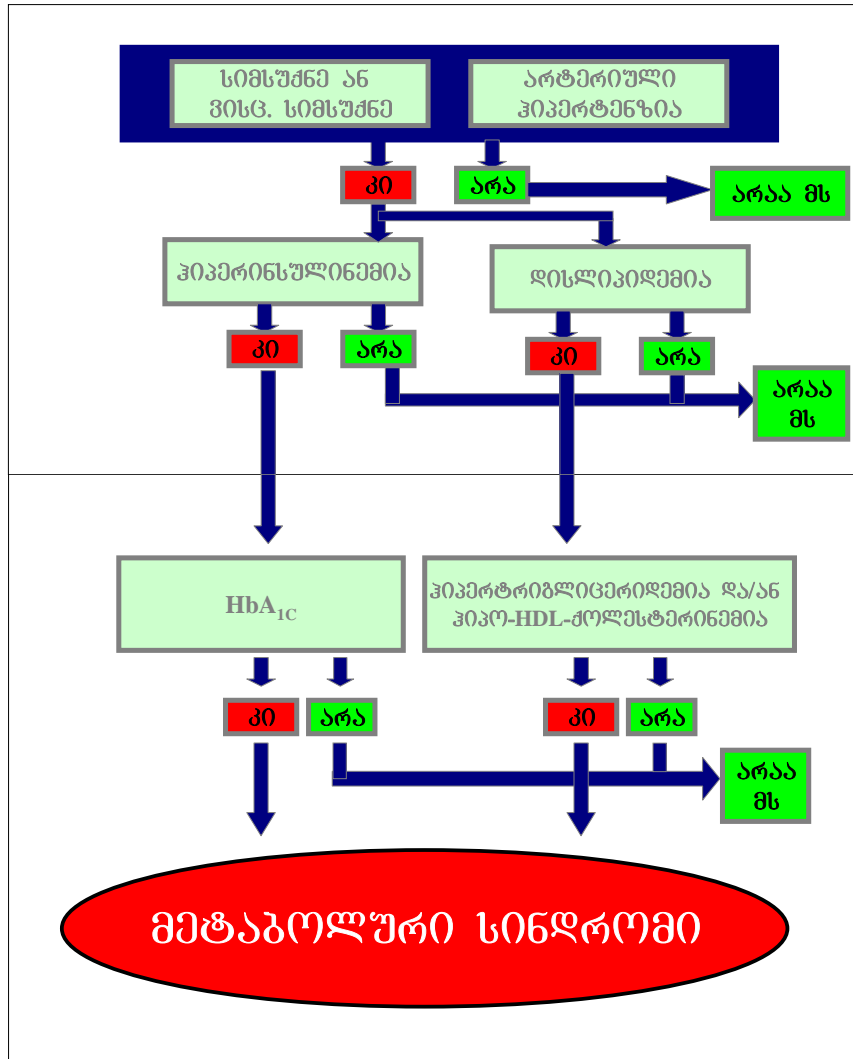 სიმსუქნე ან
ვისც. სიმსუქნე
არტერიული
ჰიპერტენზია
კი
არა
არაა მს
ჰიპერინსულინემია
დისლიპიდემია
კი
არა
კი
არა
არაა
მს
HbA1C
ჰიპერტრიგლიცერიდემია და/ან
ჰიპო-HDL-ქოლესტერინემია
კი
არა
კი
არა
არაა
მს
მეტაბოლური სინდრომი